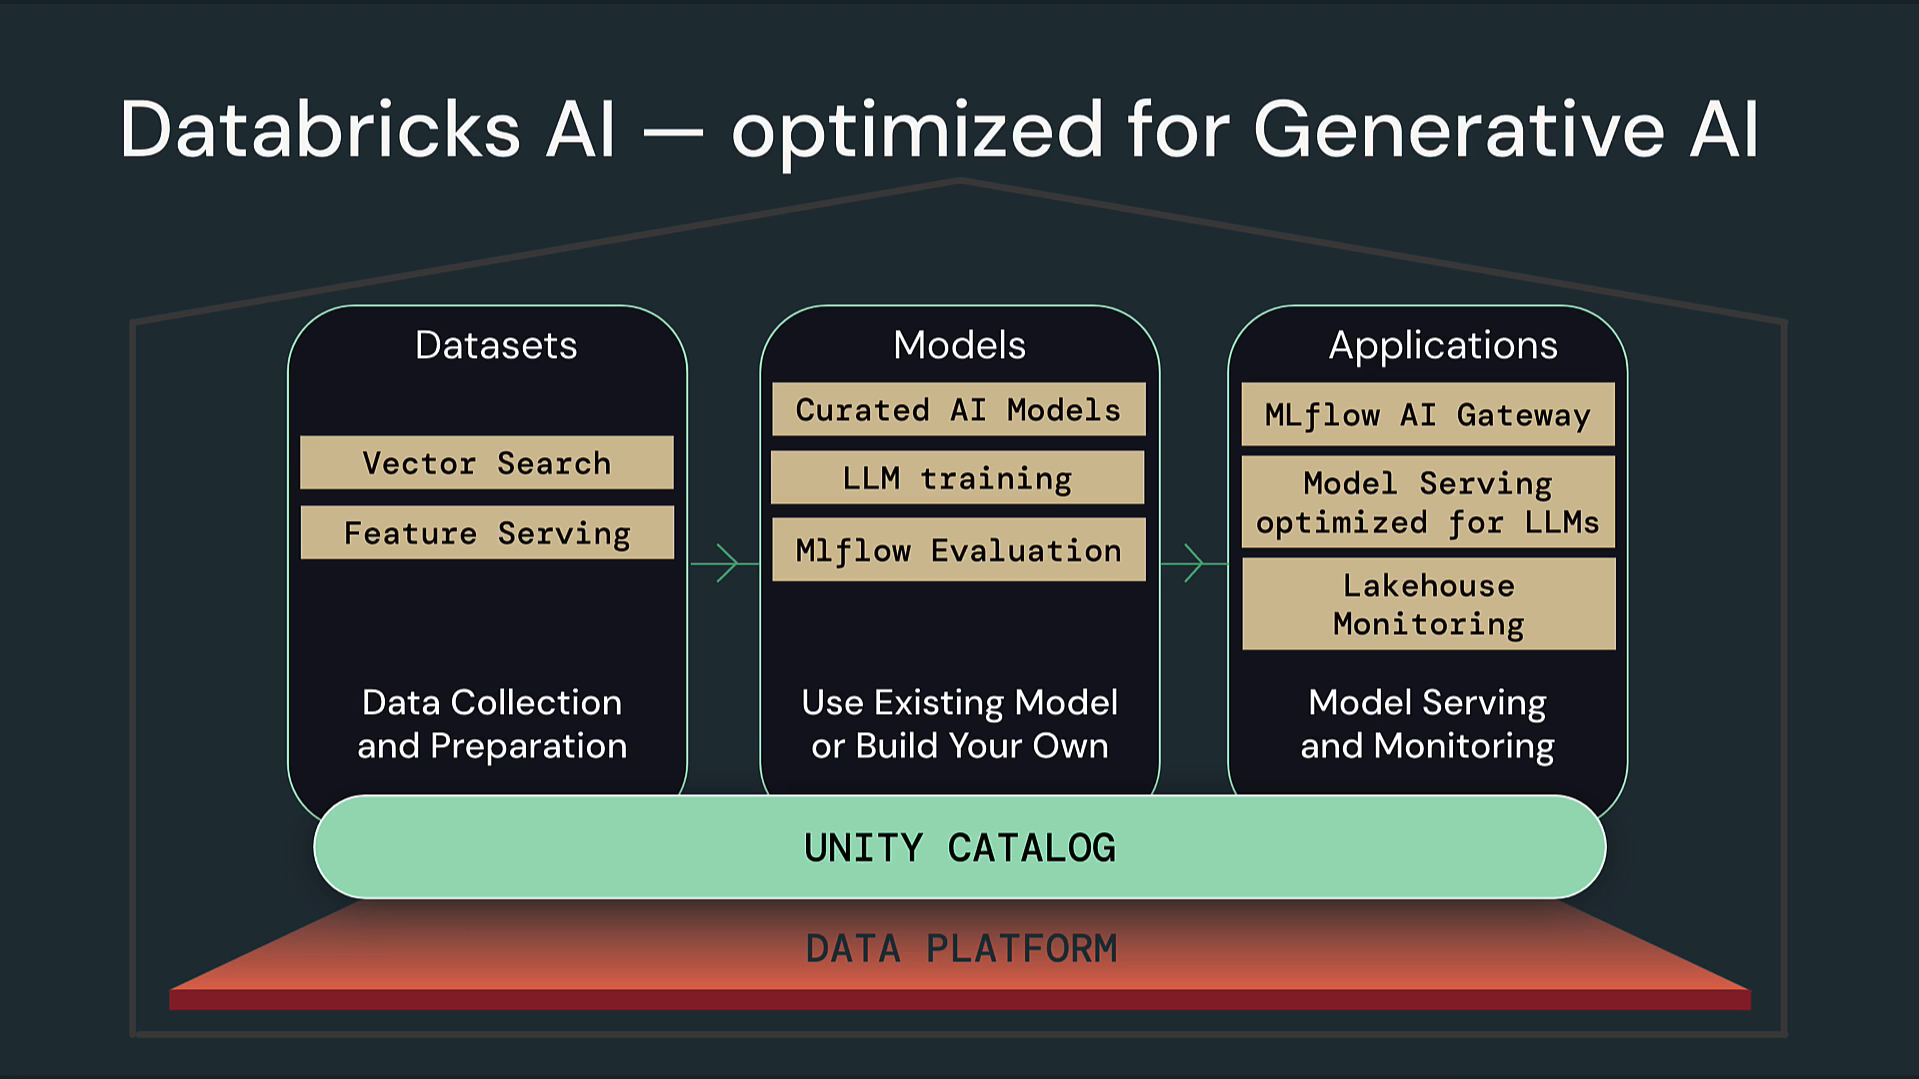 Databricks AI — optimized for Generative AI
Datasets
Vector Search
Feature Serving
Data Collection
and Preparation
Models
Curated AI Models
LLM training
Mlflow Evaluation
Use Existing Model
or Build Your Own
Applications
MLflow AI Gateway
Model Serving
optimized for LLMs
Lakehouse
Monitoring
Model Serving
and Monitoring
UNITY CATALOG
DATA PLATFORM